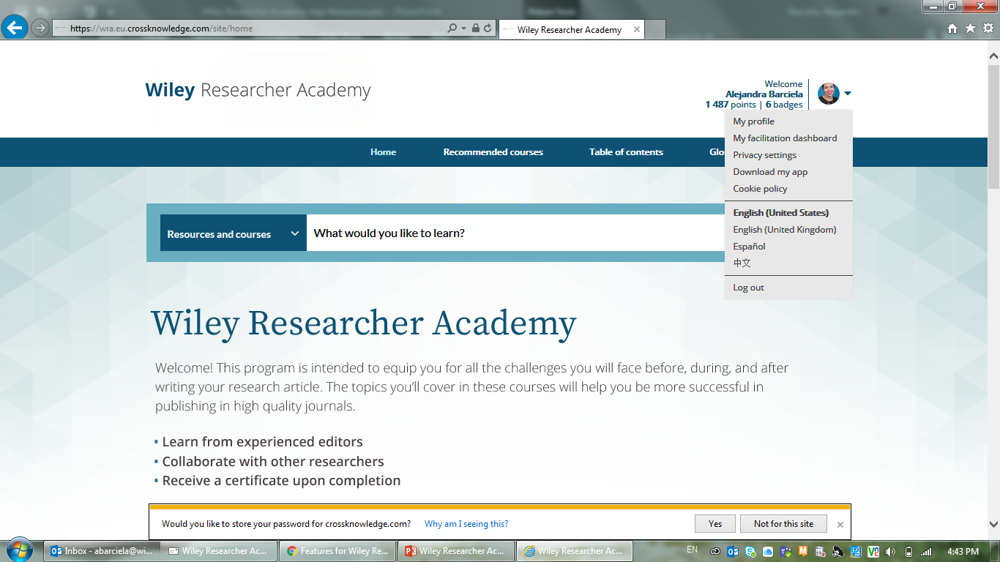 https://wra.eu.crossknowledge.com/site/home
Wiley Researcher Academy
Wiley Researcher Academy
Welcome
Alejandra Barciela
1 487 points | 6 badges
My profile
My facilitation dashboard
Privacy settings
Download my app
Cookie policy
English (United States)
English (United Kingdom)
Español
中文
Log out
Home
Recommended courses
Table of contents
Resources and courses
What would you like to learn?
Wiley Researcher Academy
Welcome! This program is intended to equip you for all the challenges you will face before, during, and after
writing your research article. The topics you'll cover in these courses will help you be more successful in
publishing in high quality journals.
• Learn from experienced editors
• Collaborate with other researchers
• Receive a certificate upon completion
Would you like to store your password for crossknowledge.com?
Why am I seeing this?
Yes
Not for this site
Inbox - abarciela@wi...
Wiley Researcher Ac...
Features for Wiley Re...
Wiley Researcher Ac...
Wiley Researcher Ac...
EN
4:43 PM